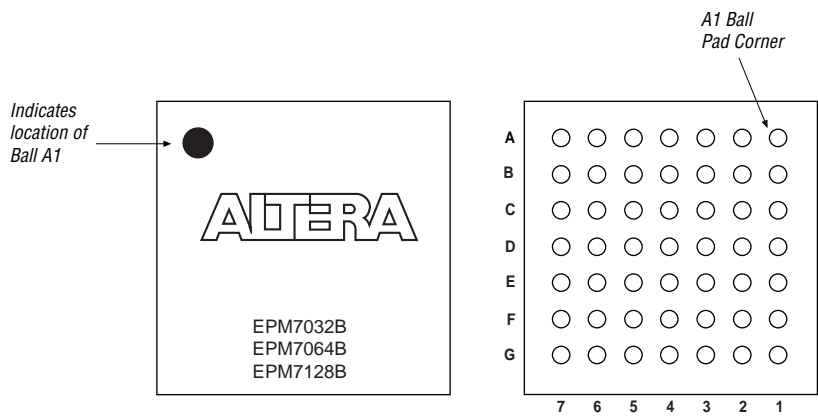 A1 Ball
Pad Corner
Indicates
location of
Ball A1
ALTERA
EPM7032B
EPM7064B
EPM7128B
A
B
C
D
E
F
G
7 6 5 4 3 2 1